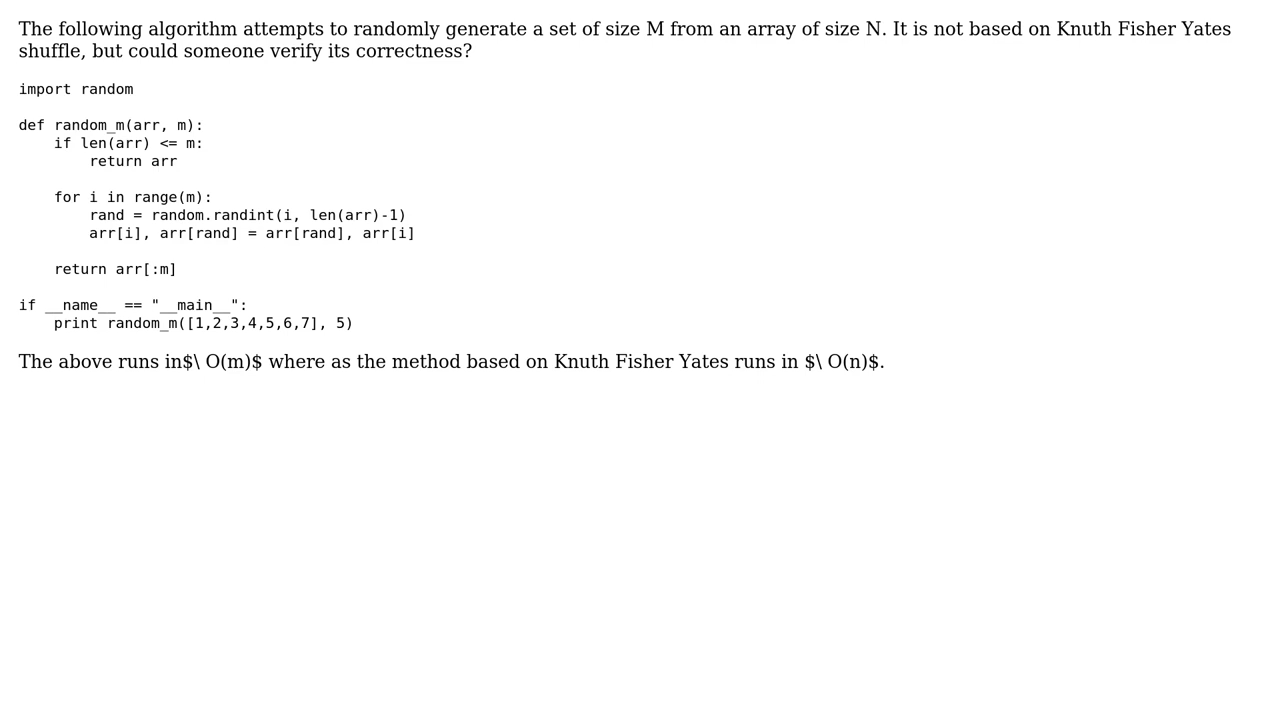 The following algorithm attempts to randomly generate a set of size M from an array of size N. It is not based on Knuth Fisher Yates
shuffle, but could someone verify its correctness?
import random
def random_m(arr, m):
    if len(arr) <= m:
        return arr
    for i in range(m):
        rand = random.randint(i, len(arr)-1)
        arr[i], arr[rand] = arr[rand], arr[i]
    return arr[:m]
if __name__ == "__main__":
    print random_m([1,2,3,4,5,6,7], 5)
The above runs in$\ O(m)$ where as the method based on Knuth Fisher Yates runs in $\ O(n)$.